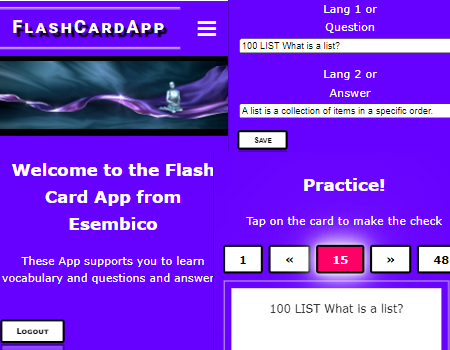 FLASHCARDAPP
Welcome to the Flash
Card App from
Esembico
These App supports you to learn
vocabulary and questions and answer
LOGOUT
Lang 1 or
Question
100 LIST What is a list?
Lang 2 or
Answer
A list is a collection of items in a specific order.
SAVE
Practice!
Tap on the card to make the check
1 « 15 » 48
100 LIST What is a list?